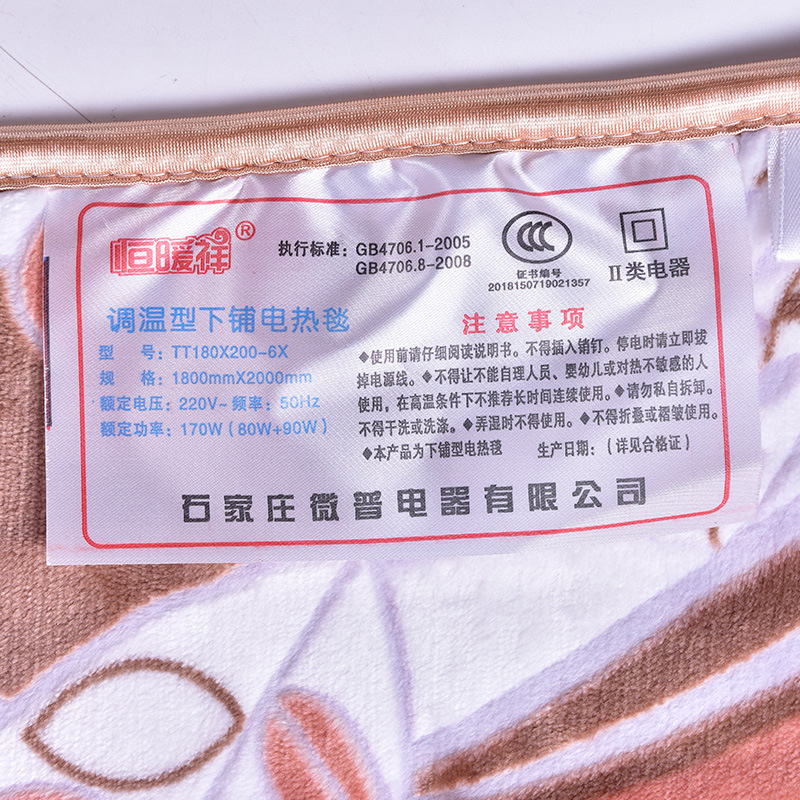 恒暖祥®
执行标准：GB4706.1-2005
GB4706.8-2008
CCC
证书编号
2018150719021357
II类电器
调温型下铺电热毯
型 号：TT180X200-6X
规 格：1800mmX2000mm
额定电压：220V~ 频率：50Hz
额定功率：170W（80W+90W）
注意事项
◆使用前请仔细阅读说明书。不得插入销钉。停电时请立即拔
掉电源线。◆不得让不能自理人员、婴幼儿或对热不敏感的人
使用，在高温条件下不推荐长时间连续使用。◆请勿私自拆卸。
不得干洗或洗涤。◆弄湿时不得使用。◆不得折叠或褶皱使用。
◆本产品为下铺型电热毯 生产日期：（详见合格证）
石家庄微普电器有限公司